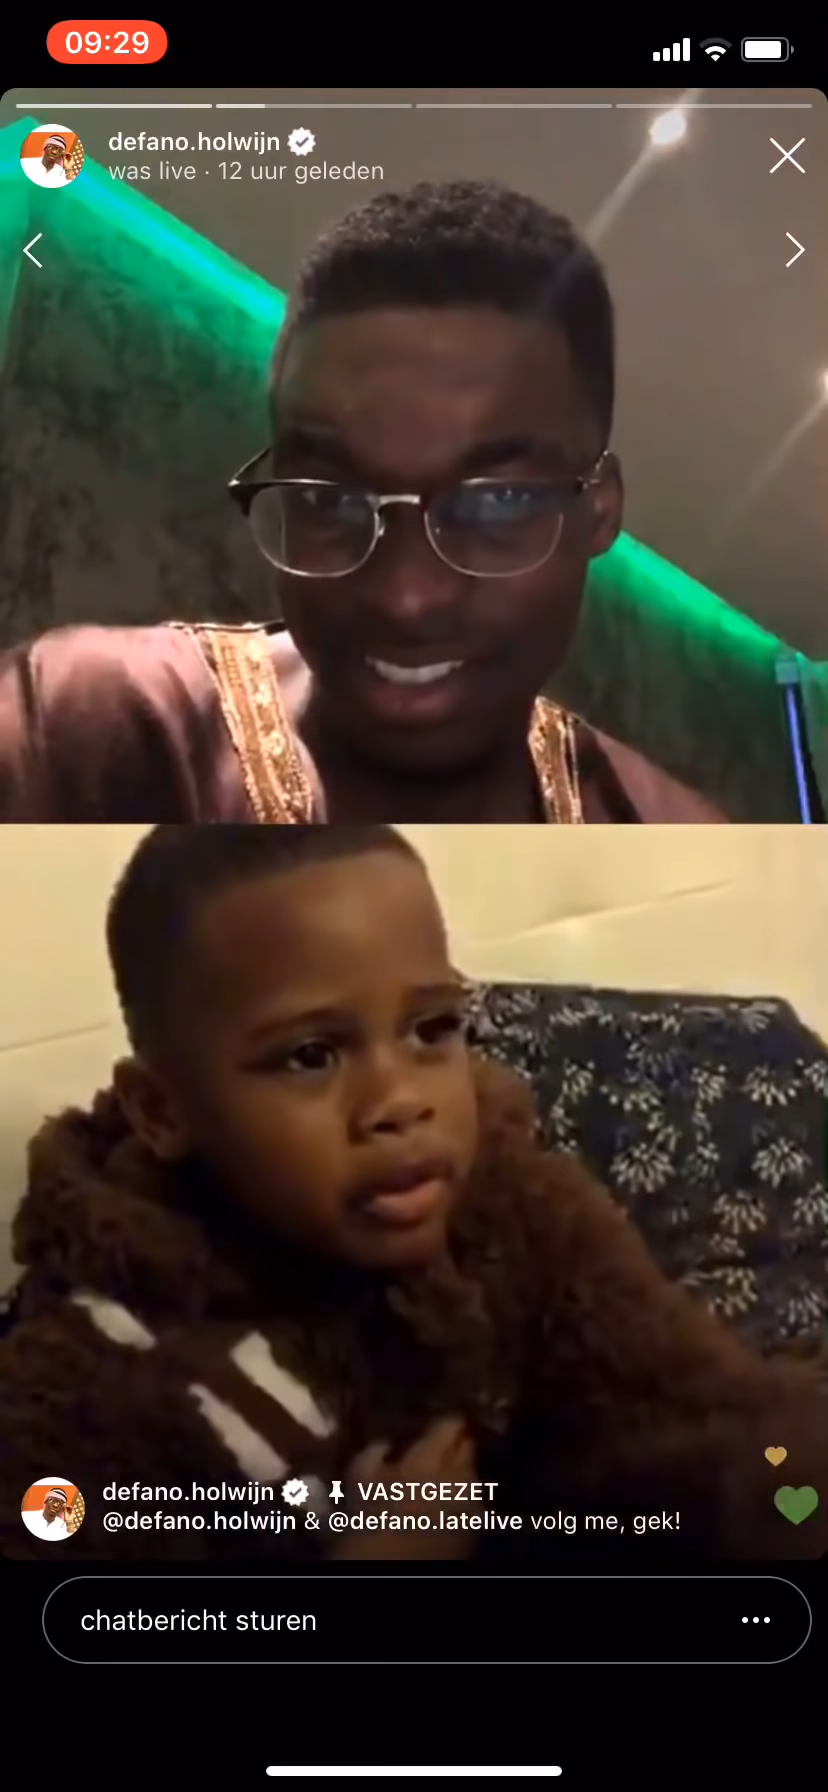 09:29
defano.holwijn
was live · 12 uur geleden
defano.holwijn VASTGEZET
@defano.holwijn & @defano.latelive volg me, gek!
chatbericht sturen